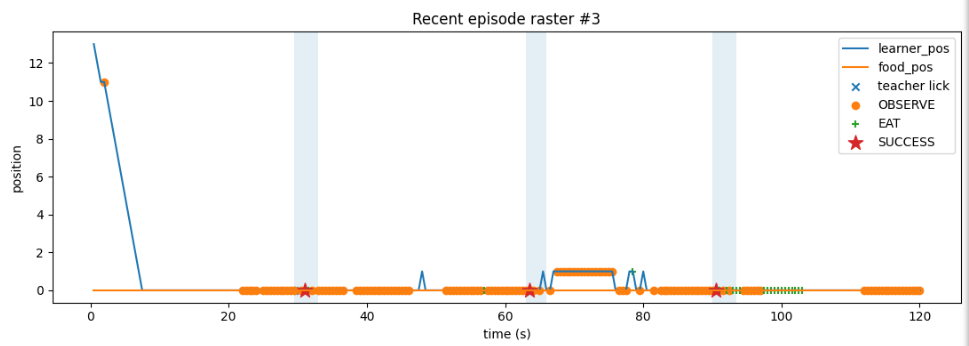 Recent episode raster #3
position
12
10
8
6
4
2
0
learner_pos
food_pos
teacher lick
OBSERVE
EAT
SUCCESS
0 20 40 60 80 100 120
time (s)